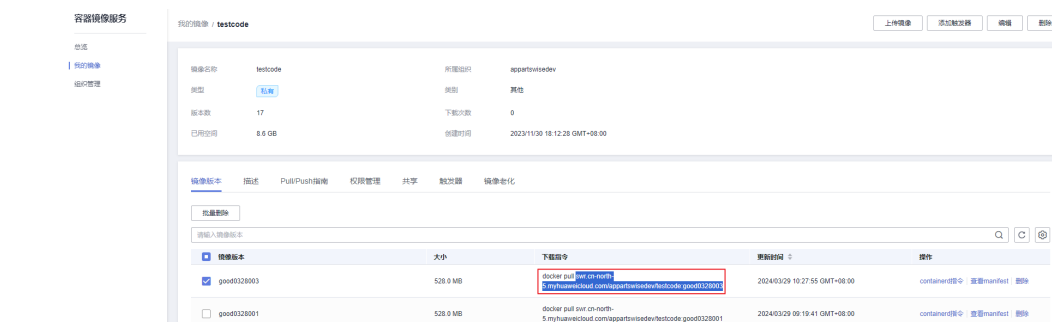 容器镜像服务
我的镜像 / testcode
上传镜像 添加触发器 编辑 删除
总览
我的镜像
组织管理
镜像名称 testcode 所属组织 appartswisedev
类型 私有 类别 其他
版本数 17 下载次数 0
已用空间 8.6 GB 创建时间 2023/11/30 18:12:28 GMT+08:00
镜像版本 描述 Pull/Push指南 权限管理 共享 触发器 镜像老化
批量删除
请输入镜像版本
镜像版本 大小 下载指令 更新时间 操作
good0328003 528.0 MB docker pull swr.cn-north-
5.myhuaweicloud.com/appartswisedev/testcode:good0328003 2024/03/29 10:27:55 GMT+08:00 containerd指令 查看manifest 删除
good0328001 528.0 MB docker pull swr.cn-north-
5.myhuaweicloud.com/appartswisedev/testcode:good0328001 2024/03/29 09:19:41 GMT+08:00 containerd指令 查看manifest 删除